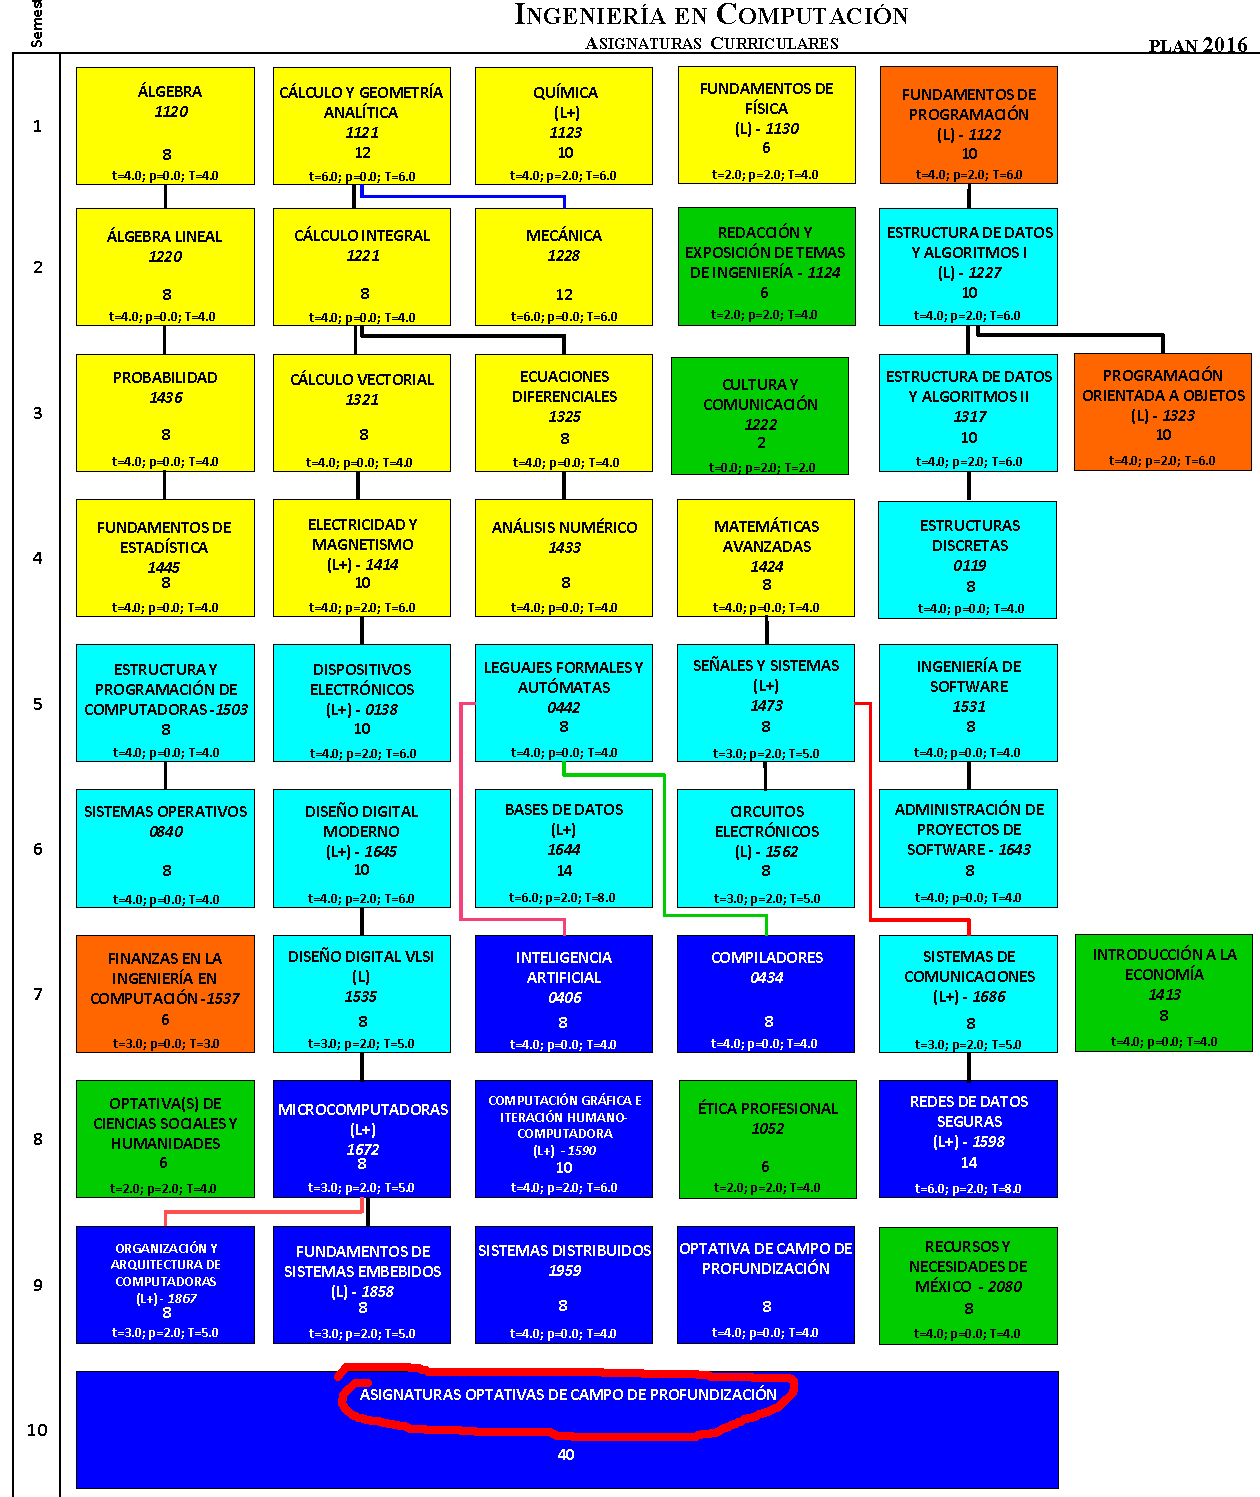 INGENIERÍA EN COMPUTACIÓN
ASIGNATURAS CURRICULARES
PLAN 2016
1
ÁLGEBRA
1120
8
t=4.0; p=0.0; T=4.0
CÁLCULO Y GEOMETRÍA
ANALÍTICA
1121
12
t=6.0; p=0.0; T=6.0
QUÍMICA
(L+)
1123
10
t=4.0; p=2.0; T=6.0
FUNDAMENTOS DE
FÍSICA
(L) - 1130
6
t=2.0; p=2.0; T=4.0
FUNDAMENTOS DE
PROGRAMACIÓN
(L) - 1122
10
t=4.0; p=2.0; T=6.0
2
ÁLGEBRA LINEAL
1220
8
t=4.0; p=0.0; T=4.0
CÁLCULO INTEGRAL
1221
8
t=4.0; p=0.0; T=4.0
MECÁNICA
1228
12
t=6.0; p=0.0; T=6.0
REDACCIÓN Y
EXPOSICIÓN DE TEMAS
DE INGENIERÍA - 1124
6
t=2.0; p=2.0; T=4.0
ESTRUCTURA DE DATOS
Y ALGORITMOS I
(L) - 1227
10
t=4.0; p=2.0; T=6.0
3
PROBABILIDAD
1436
8
t=4.0; p=0.0; T=4.0
CÁLCULO VECTORIAL
1321
8
t=4.0; p=0.0; T=4.0
ECUACIONES
DIFERENCIALES
1325
8
t=4.0; p=0.0; T=4.0
CULTURA Y
COMUNICACIÓN
1222
2
t=0.0; p=2.0; T=2.0
ESTRUCTURA DE DATOS
Y ALGORITMOS II
1317
10
t=4.0; p=2.0; T=6.0
PROGRAMACIÓN
ORIENTADA A OBJETOS
(L) - 1323
10
t=4.0; p=2.0; T=6.0
4
FUNDAMENTOS DE
ESTADÍSTICA
1445
8
t=4.0; p=0.0; T=4.0
ELECTRICIDAD Y
MAGNETISMO
(L+) - 1414
10
t=4.0; p=2.0; T=6.0
ANÁLISIS NUMÉRICO
1433
8
t=4.0; p=0.0; T=4.0
MATEMÁTICAS
AVANZADAS
1424
8
t=4.0; p=0.0; T=4.0
ESTRUCTURAS
DISCRETAS
0119
8
t=4.0; p=0.0; T=4.0
5
ESTRUCTURA Y
PROGRAMACIÓN DE
COMPUTADORAS -1503
8
t=4.0; p=0.0; T=4.0
DISPOSITIVOS
ELECTRÓNICOS
(L+) - 0138
10
t=4.0; p=2.0; T=6.0
LEGUAJES FORMALES Y
AUTÓMATAS
0442
8
t=4.0; p=0.0; T=4.0
SEÑALES Y SISTEMAS
(L+)
1473
8
t=3.0; p=2.0; T=5.0
INGENIERÍA DE
SOFTWARE
1531
8
t=4.0; p=0.0; T=4.0
6
SISTEMAS OPERATIVOS
0840
8
t=4.0; p=0.0; T=4.0
DISEÑO DIGITAL
MODERNO
(L+) - 1645
10
t=4.0; p=2.0; T=6.0
BASES DE DATOS
(L+)
1644
14
t=6.0; p=2.0; T=8.0
CIRCUITOS
ELECTRÓNICOS
(L) - 1562
8
t=3.0; p=2.0; T=5.0
ADMINISTRACIÓN DE
PROYECTOS DE
SOFTWARE - 1643
8
t=4.0; p=0.0; T=4.0
7
FINANZAS EN LA
INGENIERÍA EN
COMPUTACIÓN -1537
6
t=3.0; p=0.0; T=3.0
DISEÑO DIGITAL VLSI
(L)
1535
8
t=3.0; p=2.0; T=5.0
INTELIGENCIA
ARTIFICIAL
0406
8
t=4.0; p=0.0; T=4.0
COMPILADORES
0434
8
t=4.0; p=0.0; T=4.0
SISTEMAS DE
COMUNICACIONES
(L+) - 1686
8
t=3.0; p=2.0; T=5.0
INTRODUCCIÓN A LA
ECONOMÍA
1413
8
t=4.0; p=0.0; T=4.0
8
OPTATIVA(S) DE
CIENCIAS SOCIALES Y
HUMANIDADES
6
t=2.0; p=2.0; T=4.0
MICROCOMPUTADORAS
(L+)
1672
8
t=3.0; p=2.0; T=5.0
COMPUTACIÓN GRÁFICA E
ITERACIÓN HUMANO-
COMPUTADORA
(L+) - 1590
10
t=4.0; p=2.0; T=6.0
ÉTICA PROFESIONAL
1052
6
t=2.0; p=2.0; T=4.0
REDES DE DATOS
SEGURAS
(L+) - 1598
14
t=6.0; p=2.0; T=8.0
9
ORGANIZACIÓN Y
ARQUITECTURA DE
COMPUTADORAS
(L+) - 1867
8
t=3.0; p=2.0; T=5.0
FUNDAMENTOS DE
SISTEMAS EMBEBIDOS
(L) - 1858
8
t=3.0; p=2.0; T=5.0
SISTEMAS DISTRIBUIDOS
1959
8
t=4.0; p=0.0; T=4.0
OPTATIVA DE CAMPO DE
PROFUNDIZACIÓN
8
t=4.0; p=0.0; T=4.0
RECURSOS Y
NECESIDADES DE
MÉXICO - 2080
8
t=4.0; p=0.0; T=4.0
10
ASIGNATURAS OPTATIVAS DE CAMPO DE PROFUNDIZACIÓN
40